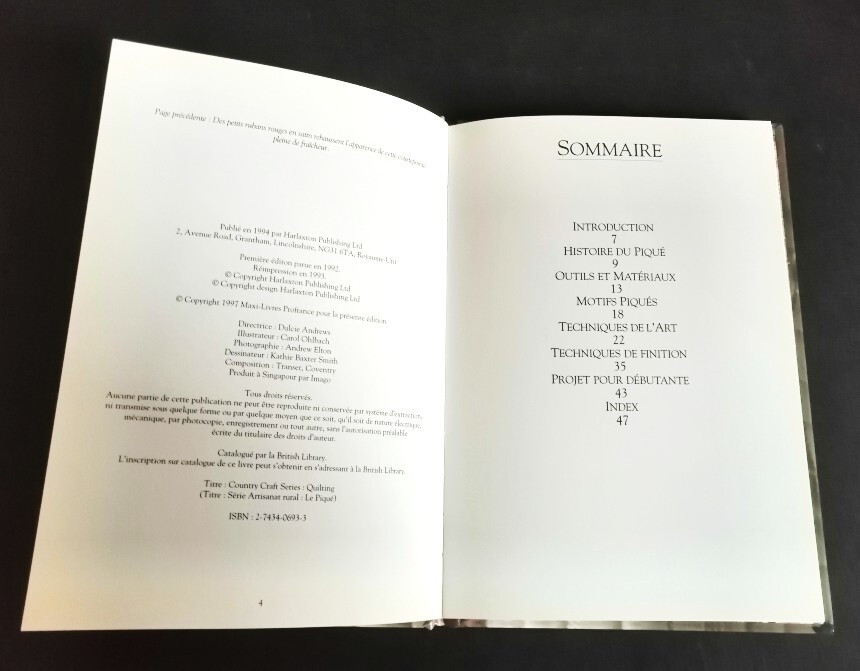 Page précédente : Des petits rubans rouges en satin rehaussent l'apparence de cette courtepointe
pleine de fraîcheur
Publié en 1994 par Harlaxton Publishing Ltd
2, Avenue Road, Grantham, Lincolnshire, NG31 6TA, Royaume-Uni
Première éditon parue en 1992.
Réimpression en 1993.
© Copyright Harlaxton Publishing Ltd
© Copyright design Harlaxton Publishing Ltd
© Copyright 1997 Maxi-Livres Profrance pour la présente édition
Directrice : Dulcie Andrews
Illustrateur : Carol Ohlbach
Photographie : Andrew Elton
Dessinateur : Kathie Baxter Smith
Composition : Transet, Coventry
Produit à Singapour par Imago
Tous droits réservés.
Aucune partie de cette publication ne peut être reproduite ni conservée par système d'extraction,
ni transmise sous quelque forme ou par quelque moyen que ce soit, qu'il soit de nature électrique,
mécanique, par photocopie, enregistrement ou tout autre, sans l'autorisation préalable
écrite du titulaire des droits d'auteur.
Catalogué par la British Library.
L'inscription sur catalogue de ce livre peut s'obtenir en s'adressant à la British Library.
Titre : Country Craft Series : Quilting
(Titre : Série Artisanat rural : Le Piqué)
ISBN : 2-7434-0693-3
4
SOMMAIRE
INTRODUCTION
7
HISTOIRE DU PIQUÉ
9
OUTILS ET MATÉRIAUX
13
MOTIFS PIQUÉS
18
TECHNIQUES DE L'ART
22
TECHNIQUES DE FINITION
35
PROJET POUR DÉBUTANTE
43
INDEX
47